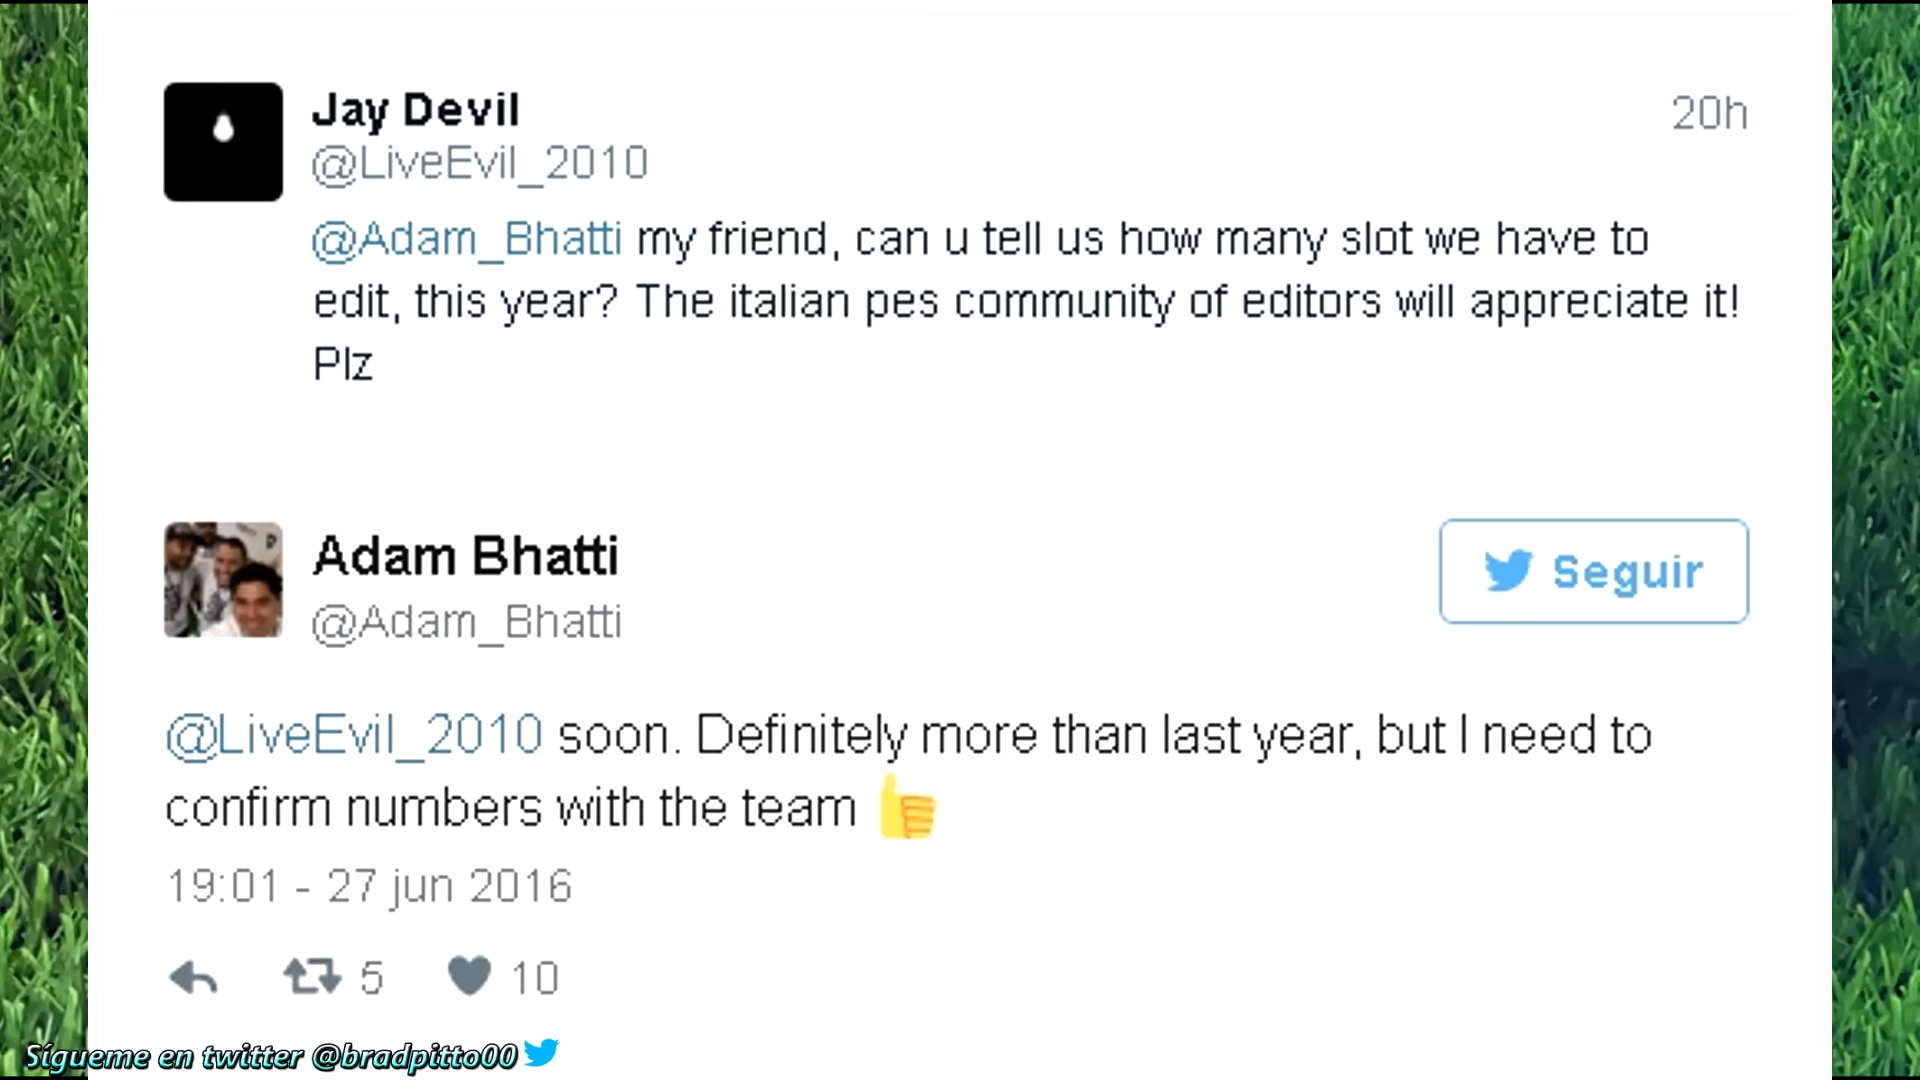 Jay Devil
20h
@LiveEvil_2010
@Adam_Bhatti my friend, can u tell us how many slot we have to
edit, this year? The italian pes community of editors will appreciate it!
Plz
Adam Bhatti
Seguir
@Adam_Bhatti
@LiveEvil_2010 soon. Definitely more than last year, but I need to
confirm numbers with the team
19:01 - 27 jun 2016
5 10
Sígueme en twitter @bradpitto00